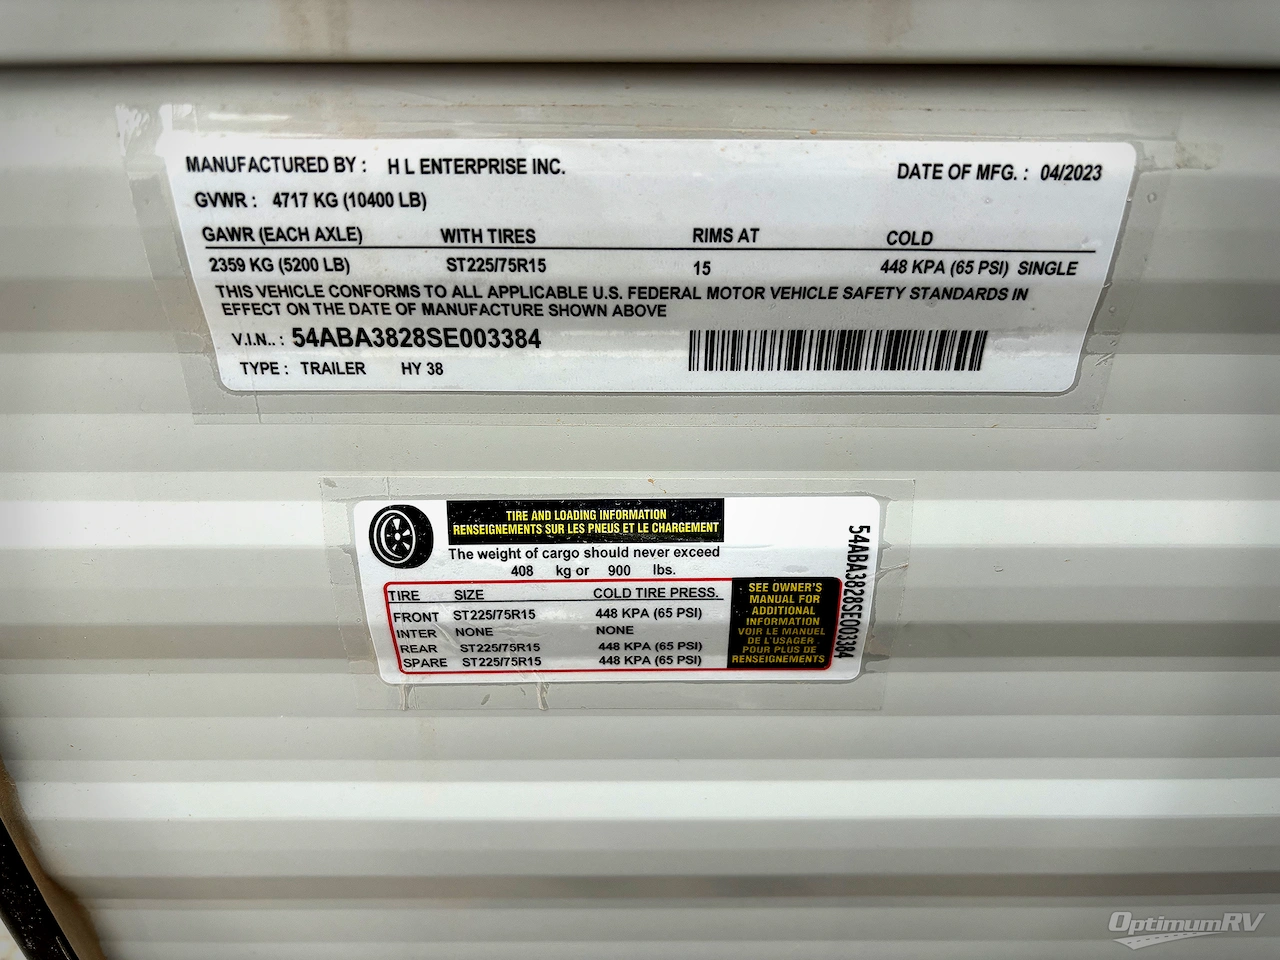 MANUFACTURED BY : H L ENTERPRISE INC. DATE OF MFG. : 04/2023
GVWR : 4717 KG (10400 LB)
GAWR (EACH AXLE) WITH TIRES RIMS AT COLD
2359 KG (5200 LB) ST225/75R15 15 448 KPA (65 PSI) SINGLE
THIS VEHICLE CONFORMS TO ALL APPLICABLE U.S. FEDERAL MOTOR VEHICLE SAFETY STANDARDS IN
EFFECT ON THE DATE OF MANUFACTURE SHOWN ABOVE
V.I.N.. : 54ABA3828SE003384
TYPE : TRAILER HY 38
TIRE AND LOADING INFORMATION
RENSEIGNEMENTS SUR LES PNEUS ET LE CHARGEMENT
The weight of cargo should never exceed
408 kg or 900 lbs.
TIRE SIZE COLD TIRE PRESS.
FRONT ST225/75R15 448 KPA (65 PSI)
INTER NONE NONE
REAR ST225/75R15 448 KPA (65 PSI)
SPARE ST225/75R15 448 KPA (65 PSI)
SEE OWNER'S
MANUAL FOR
ADDITIONAL
INFORMATION
VOIR LE MANUEL
DE L'USAGER
POUR PLUS DE
RENSEIGNEMENTS
54ABA3828SE003384
OptimumRV